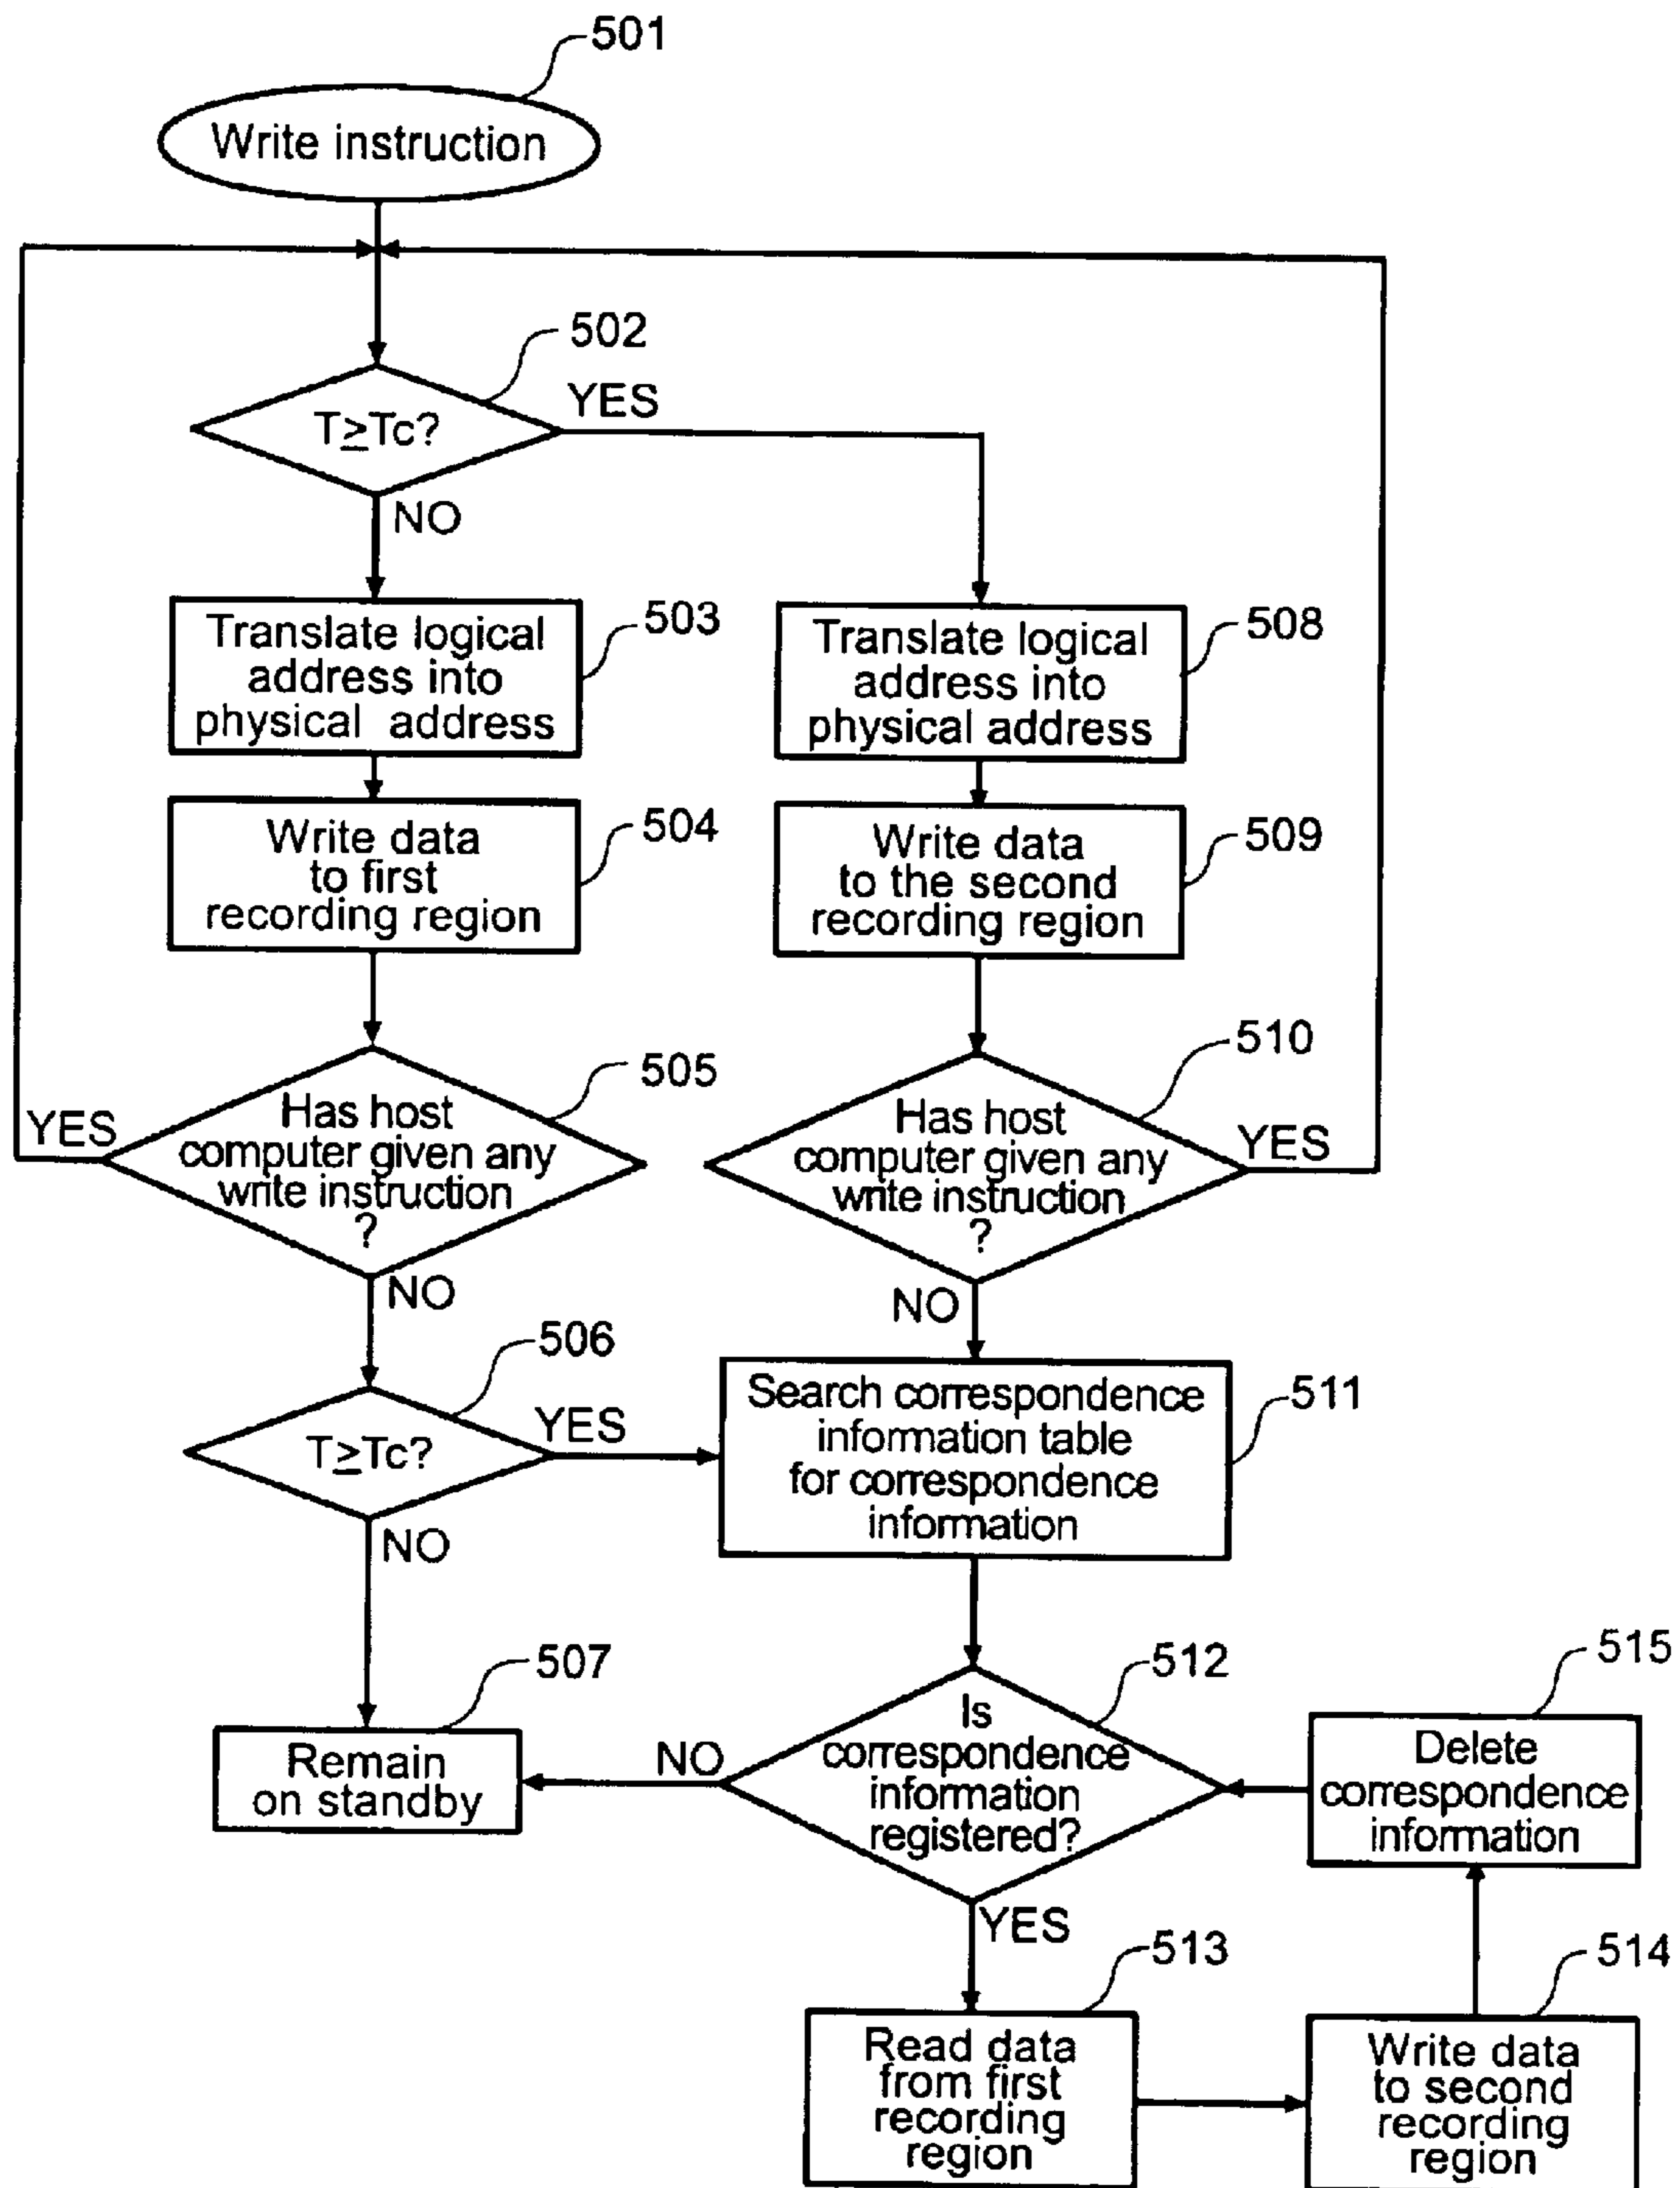 501
Write instruction
502
T≥Tc?
YES
NO
Translate logical
address into
physical address
503
Translate logical
address into
physical address
508
Write data
to first
recording region
504
Write data
to the second
recording region
509
505
Has host
computer given any
write instruction
?
YES
NO
510
Has host
computer given any
write instruction
?
YES
NO
506
T≥Tc?
YES
NO
Search correspondence
information table
for correspondence
information
511
507
Remain
on standby
512
Is
correspondence
information
registered?
NO
YES
515
Delete
correspondence
information
513
Read data
from first
recording
region
514
Write data
to second
recording
region